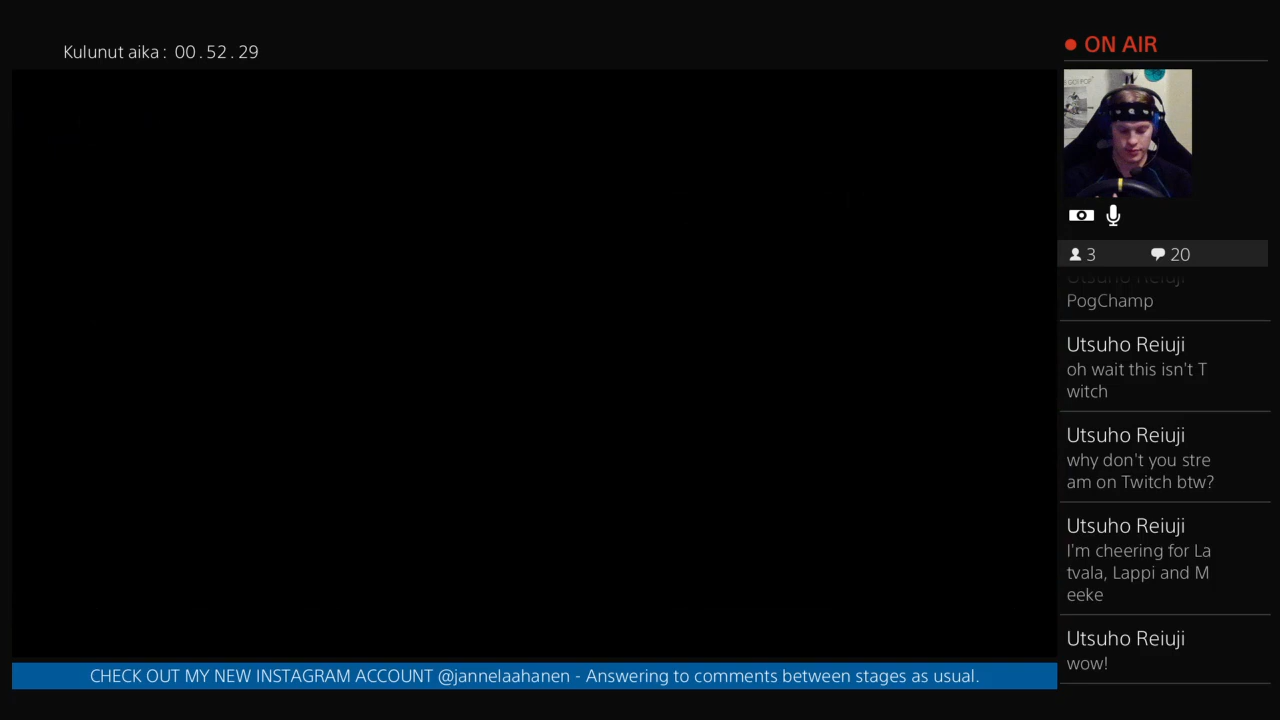 Kulunut aika : 00 . 52 . 29
ON AIR
3 20
Utsuho Reiuji
PogChamp
Utsuho Reiuji
oh wait this isn't T
witch
Utsuho Reiuji
why don't you stre
am on Twitch btw?
Utsuho Reiuji
I'm cheering for La
tvala, Lappi and M
eeke
Utsuho Reiuji
wow!
CHECK OUT MY NEW INSTAGRAM ACCOUNT @jannelaahanen - Answering to comments between stages as usual.